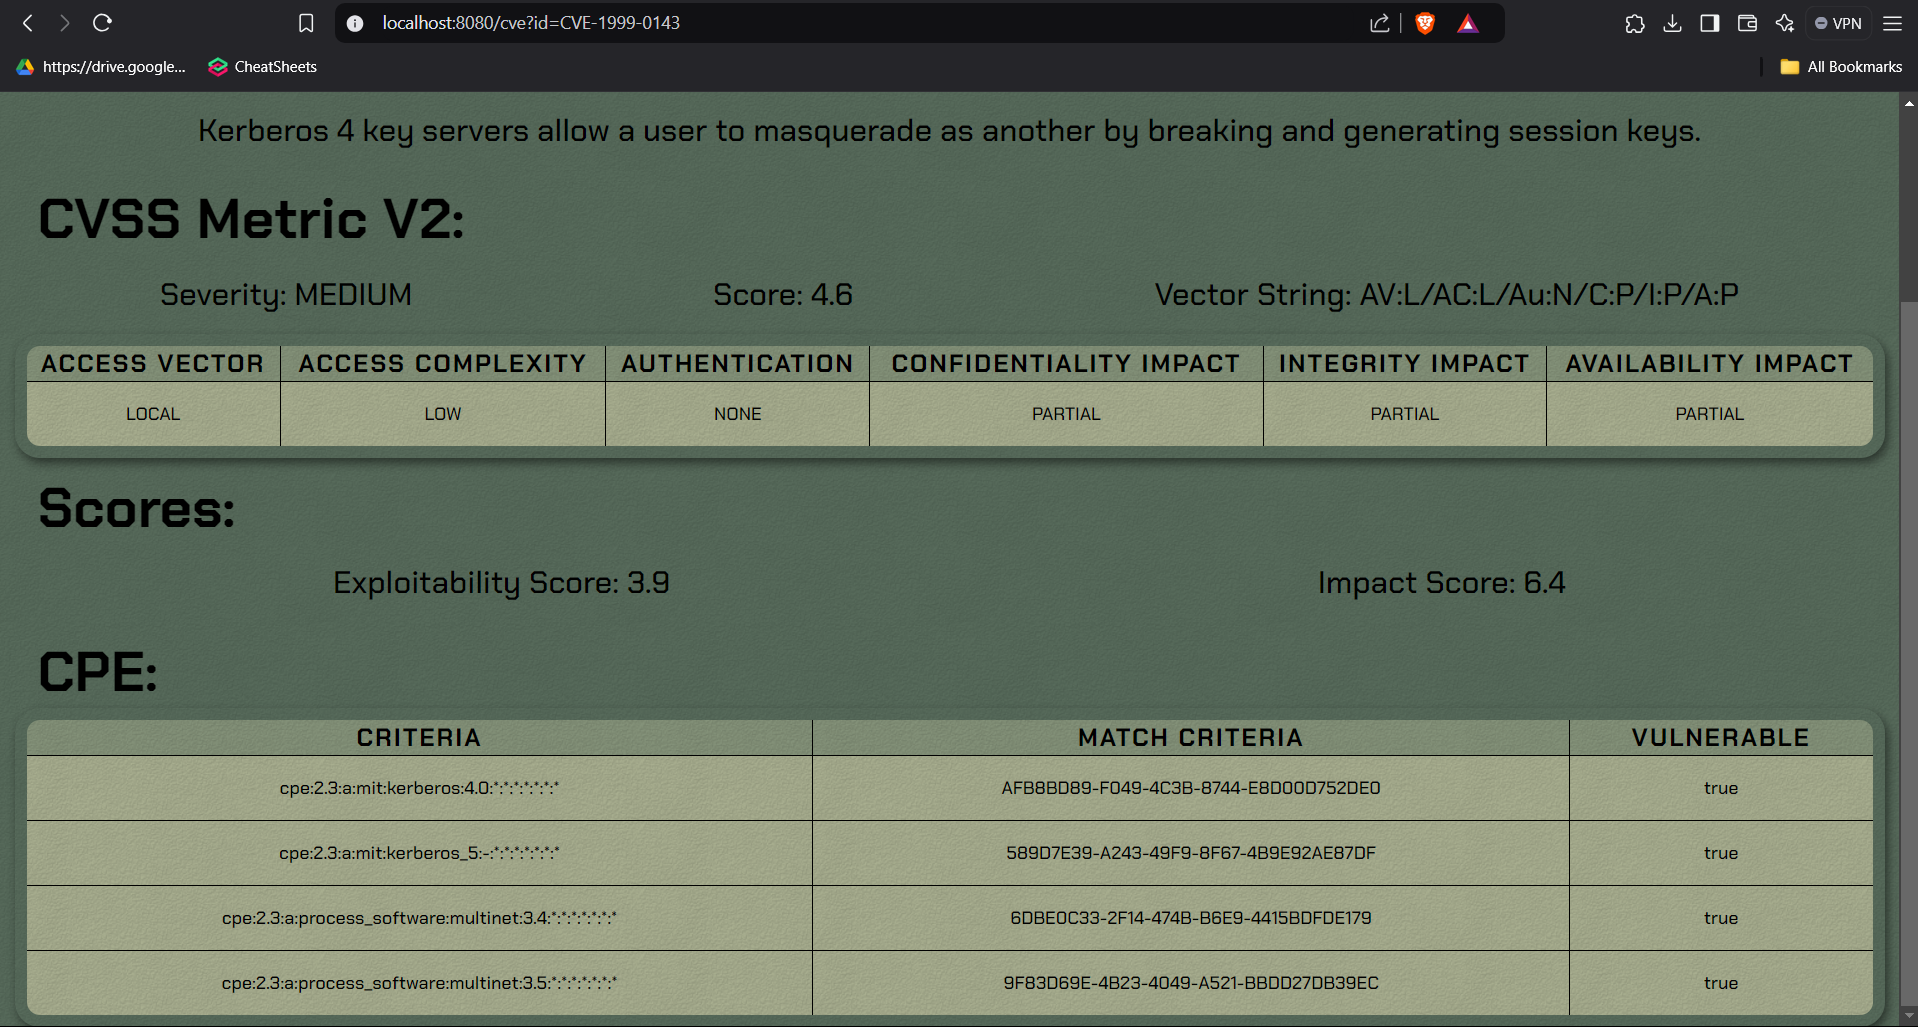 localhost:8080/cve?id=CVE-1999-0143
VPN
https://drive.google...
CheatSheets
All Bookmarks
Kerberos 4 key servers allow a user to masquerade as another by breaking and generating session keys.
CVSS Metric V2:
Severity: MEDIUM
Score: 4.6
Vector String: AV:L/AC:L/Au:N/C:P/I:P/A:P
ACCESS VECTOR ACCESS COMPLEXITY AUTHENTICATION CONFIDENTIALITY IMPACT INTEGRITY IMPACT AVAILABILITY IMPACT
LOCAL LOW NONE PARTIAL PARTIAL PARTIAL
Scores:
Exploitability Score: 3.9
Impact Score: 6.4
CPE:
CRITERIA MATCH CRITERIA VULNERABLE
cpe:2.3:a:mit:kerberos:4.0:*:*:*:*:*:*:* AFB8BD89-F049-4C3B-8744-E8D00D752DE0 true
cpe:2.3:a:mit:kerberos_5:-:*:*:*:*:*:*:* 589D7E39-A243-49F9-8F67-4B9E92AE87DF true
cpe:2.3:a:process_software:multinet:3.4:*:*:*:*:*:*:* 6DBE0C33-2F14-474B-B6E9-4415BDFDE179 true
cpe:2.3:a:process_software:multinet:3.5:*:*:*:*:*:*:* 9F83D69E-4B23-4049-A521-BBDD27DB39EC true